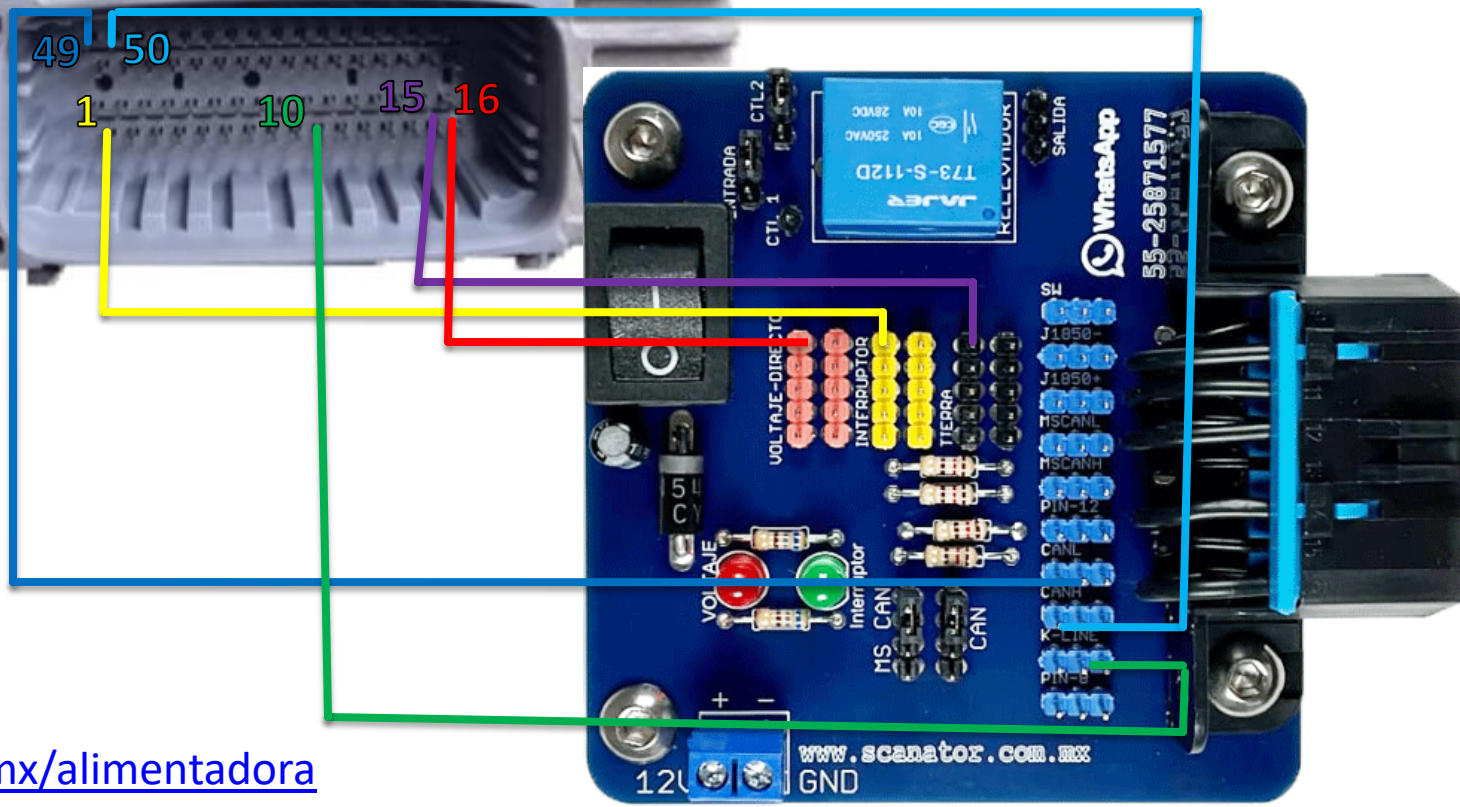 49
50
1
10
15
16
CTL2
CTL 1
10A 250VAC
10A 28VDC
T73-S-112D
JAJER
RELEVADOR
SALIDA
WhatsApp
55-25871577
VOLTAJE-DIRECTO
INTERRUPTOR
TIERRA
SW
J1850-
J1850+
MSCANL
MSCANH
PIN-12
CANL
CANH
K-LINE
PIN-8
VOLTAJE
Interruptor
MS CAN
CAN
+ -
12V
GND
www.scanator.com.mx
mx/alimentadora